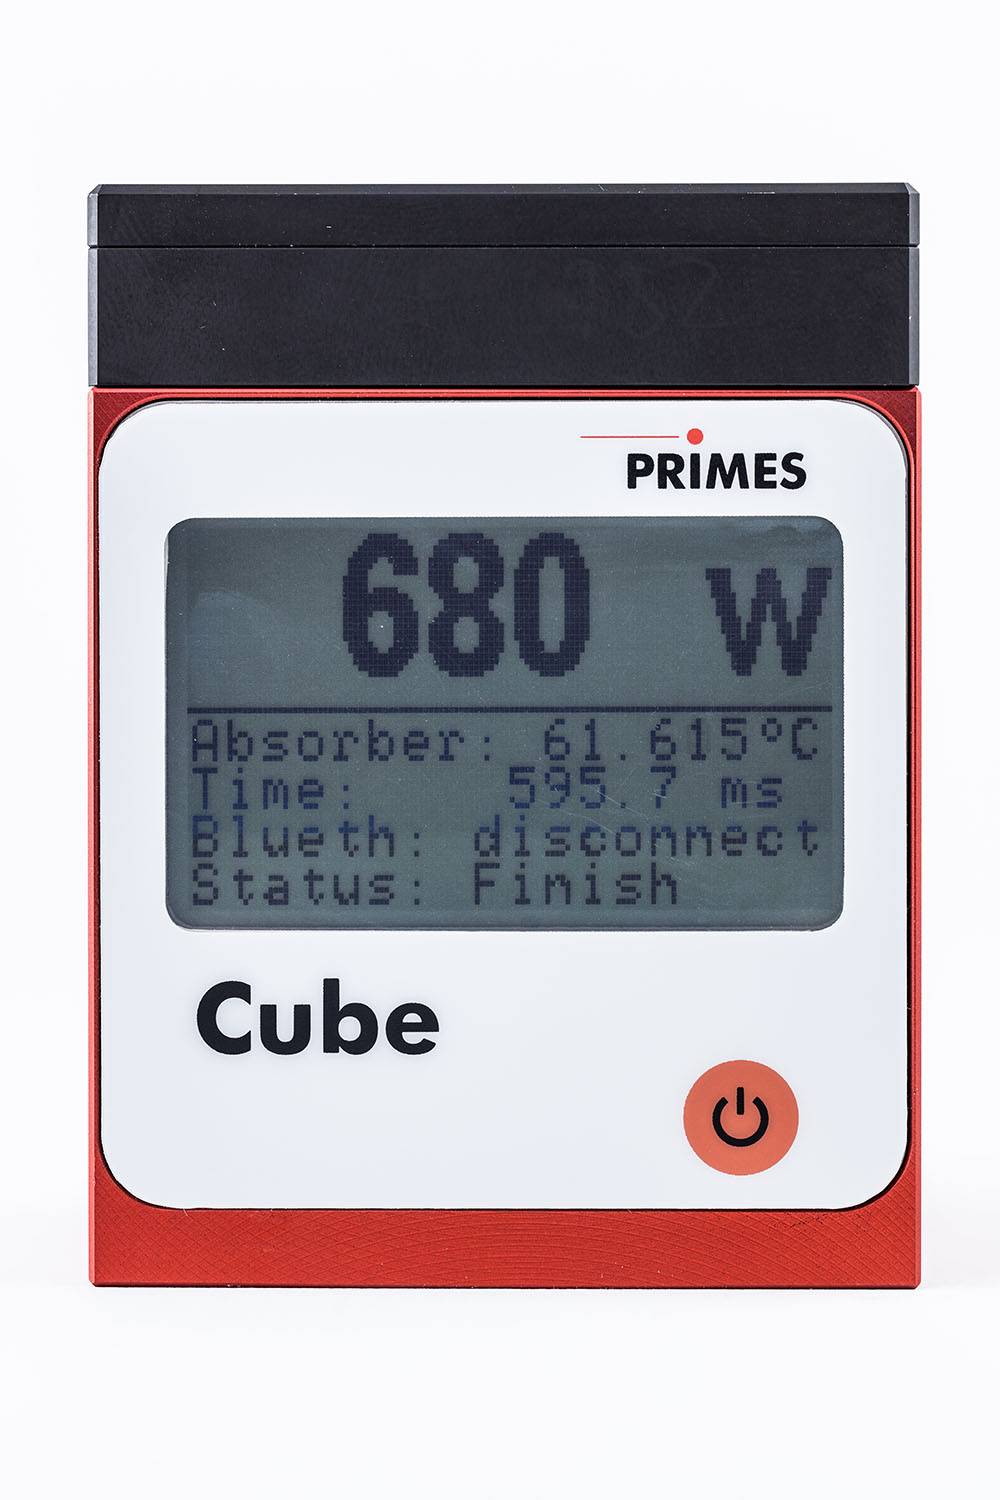 PRIMES
680 W
Absorber: 61.615°C
Time: 595.7 ms
Blueth: disconnect
Status: Finish
Cube